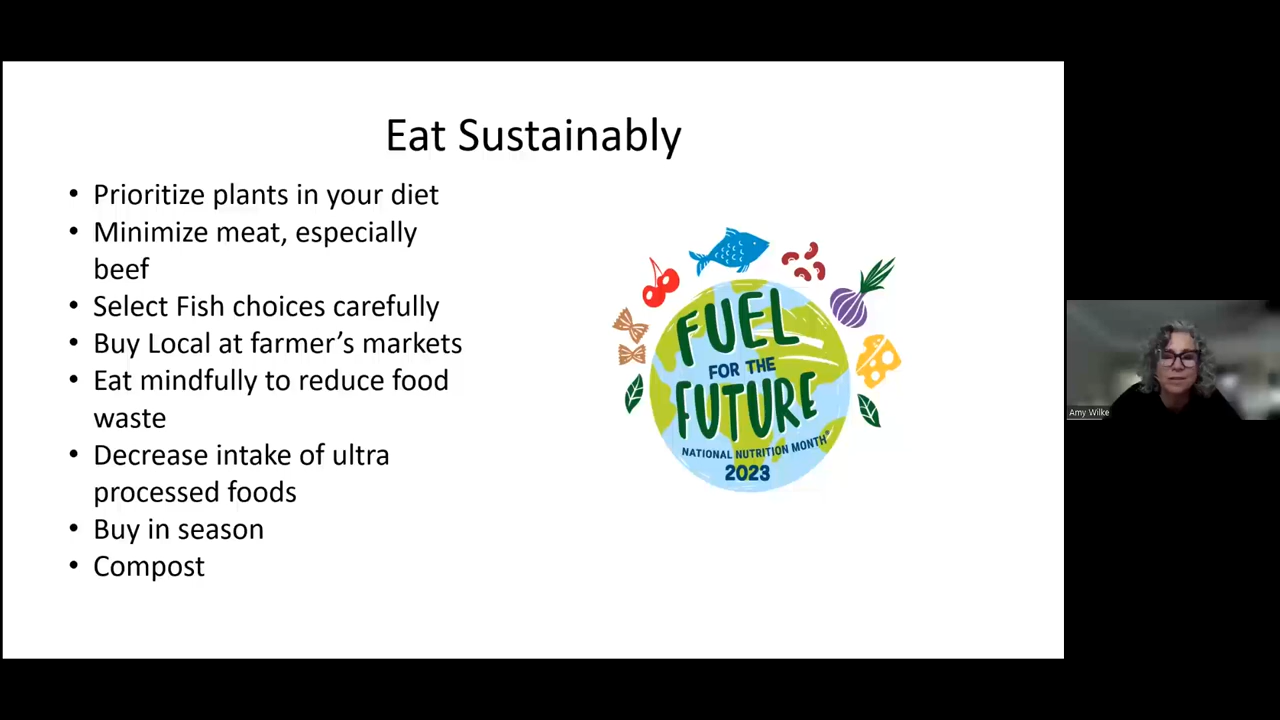 Eat Sustainably
• Prioritize plants in your diet
• Minimize meat, especially
beef
• Select Fish choices carefully
• Buy Local at farmer’s markets
• Eat mindfully to reduce food
waste
• Decrease intake of ultra
processed foods
• Buy in season
• Compost
FUEL
FOR THE
FUTURE
NATIONAL NUTRITION MONTH®
2023
Amy Wilke